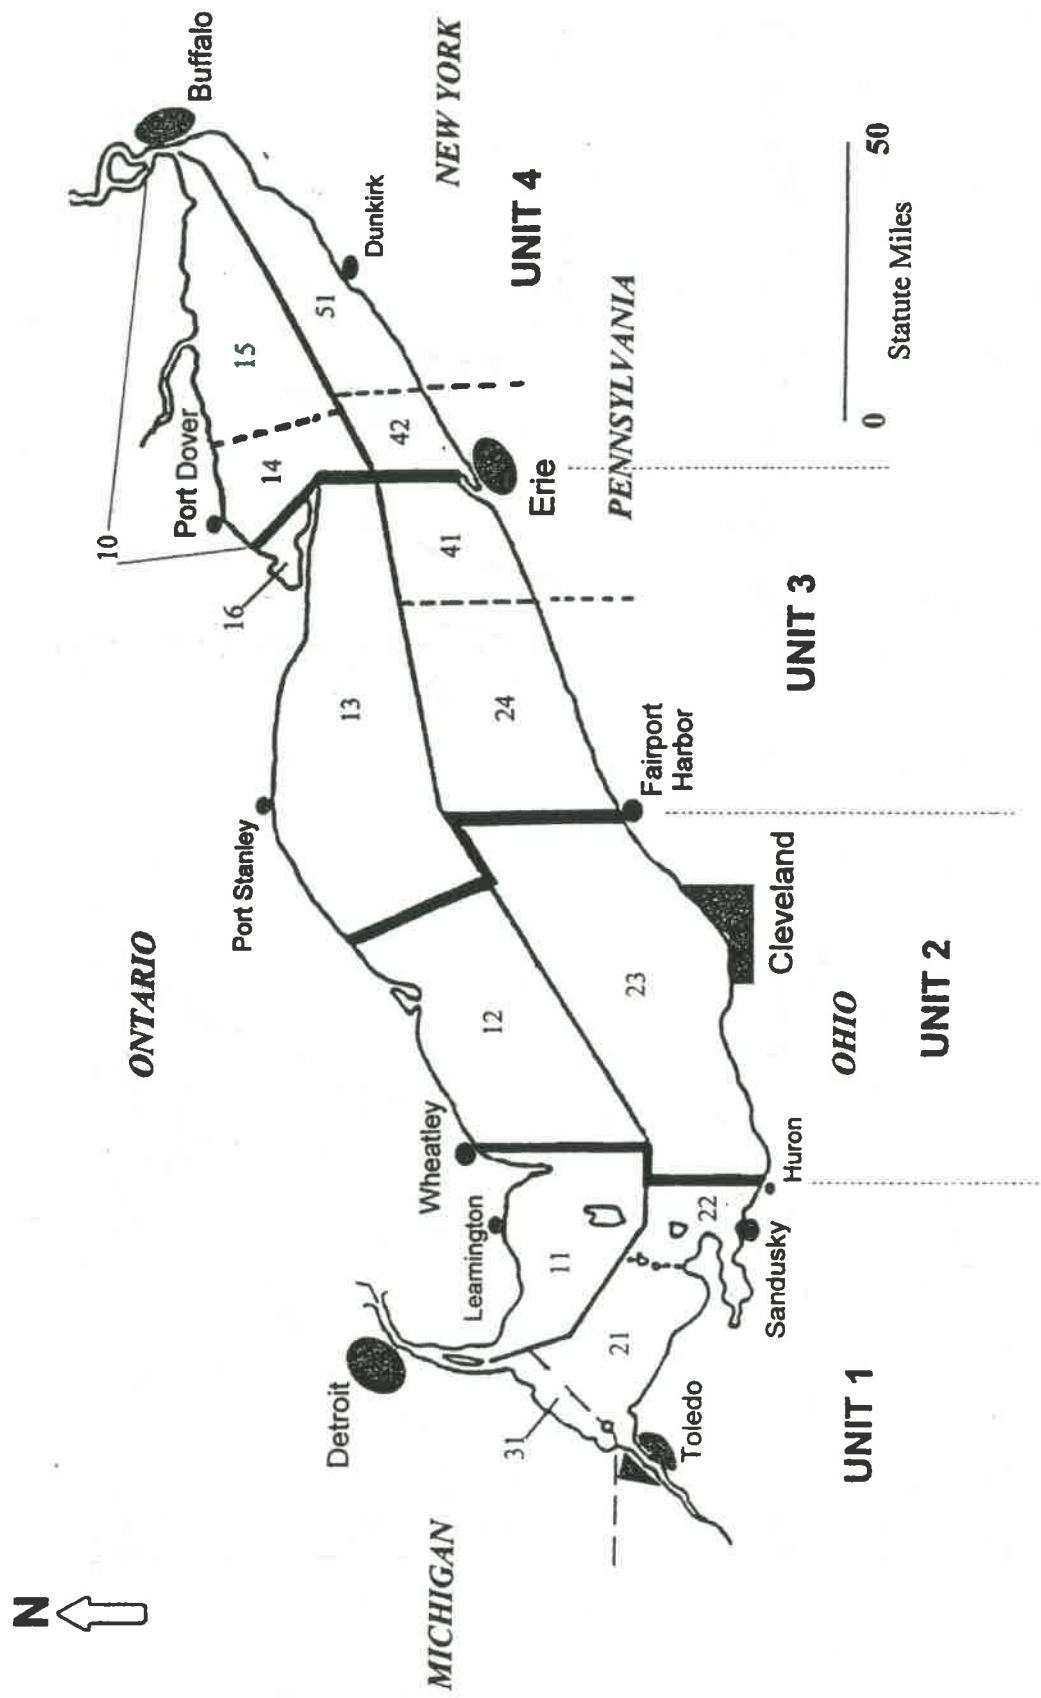 N
MICHIGAN
ONTARIO
NEW YORK
PENNSYLVANIA
OHIO
Detroit
Leamington
Wheatley
Port Stanley
Port Dover
Buffalo
Dunkirk
Erie
Fairport
Harbor
Cleveland
Huron
Sandusky
Toledo
10
16
14
15
51
42
41
13
24
12
23
11
22
21
31
UNIT 1
UNIT 2
UNIT 3
UNIT 4
0
50
Statute Miles